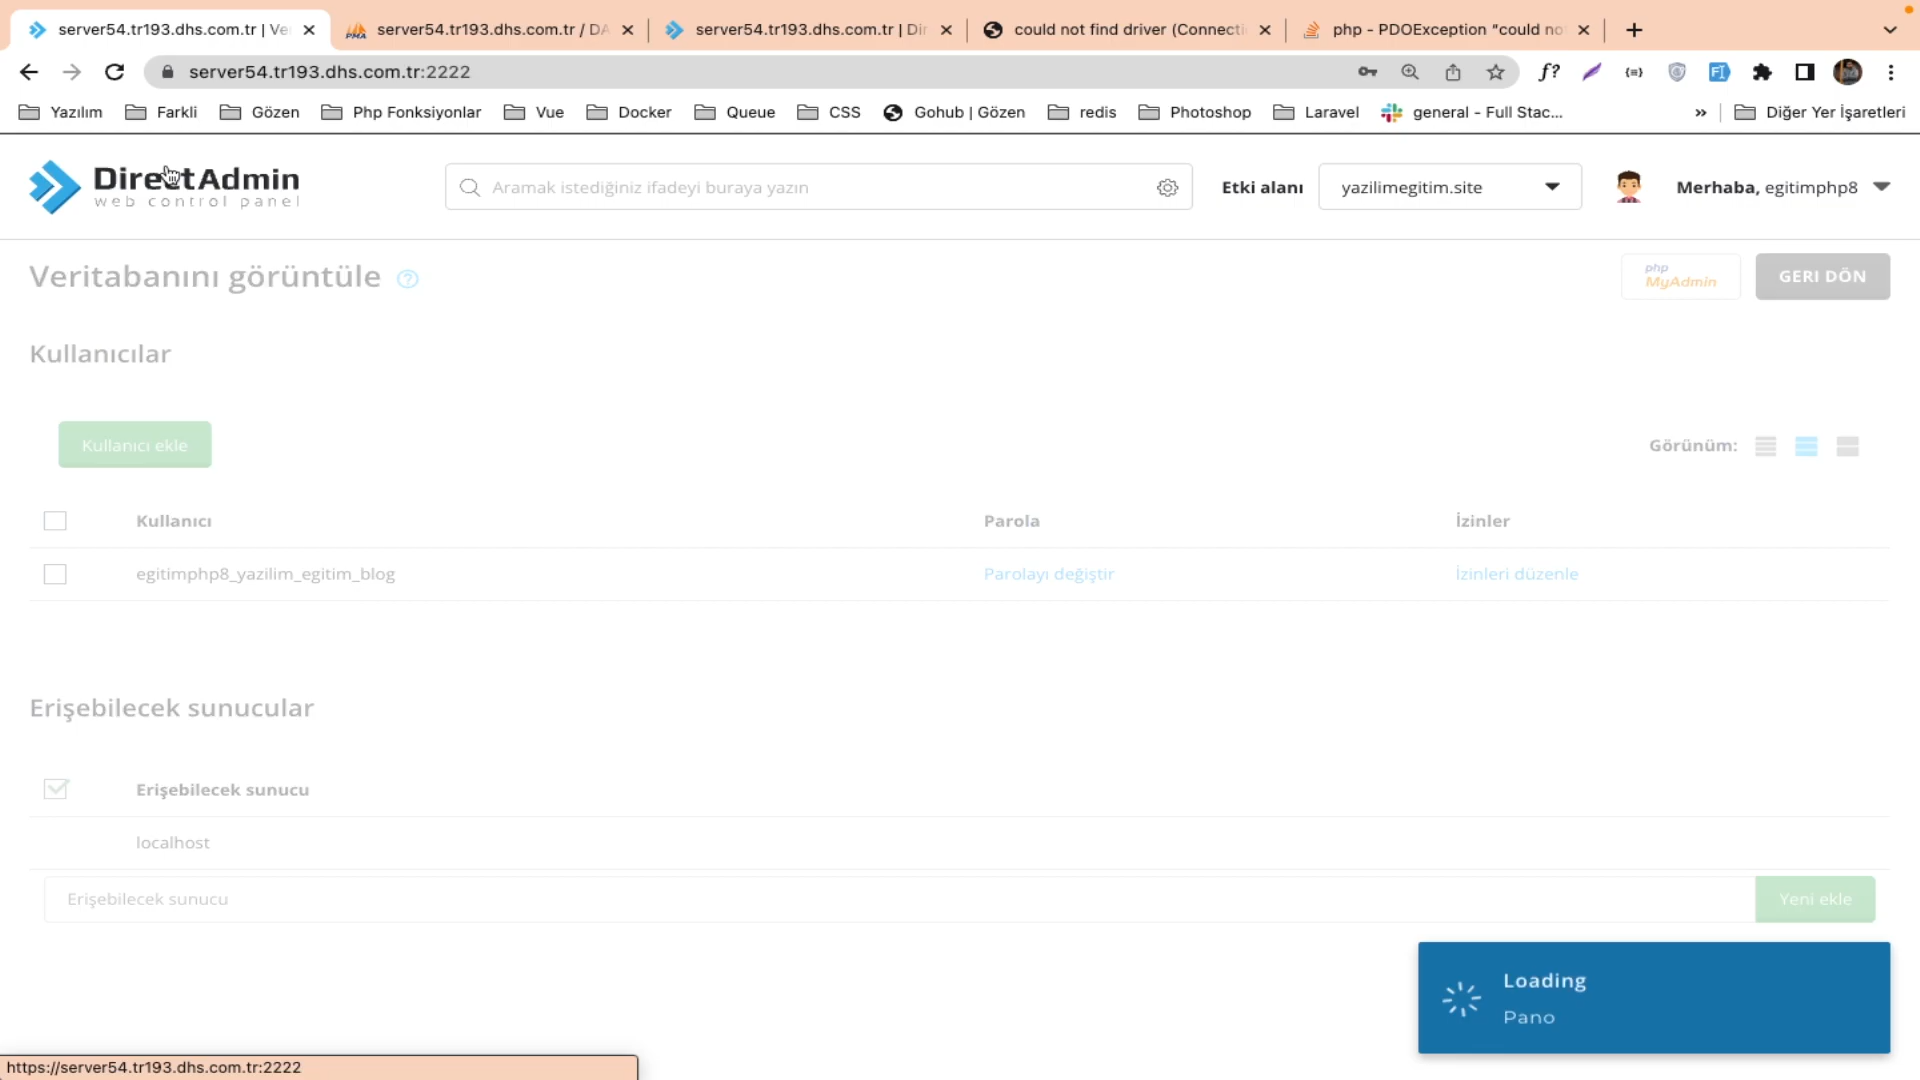 server54.tr193.dhs.com.tr | Ve
server54.tr193.dhs.com.tr / DA
server54.tr193.dhs.com.tr | Dir
could not find driver (Connecti
php - PDOException "could no
server54.tr193.dhs.com.tr:2222
f?
{=}
Yazılım
Farkli
Gözen
Php Fonksiyonlar
Vue
Docker
Queue
CSS
Gohub | Gözen
redis
Photoshop
Laravel
general - Full Stac...
»
Diğer Yer İşaretleri
DirectAdmin
web control panel
Aramak istediğiniz ifadeyi buraya yazın
Etki alanı
yazilimegitim.site
Merhaba, egitimphp8
Veritabanını görüntüle
?
php
MyAdmin
GERI DÖN
Kullanıcılar
Kullanıcı ekle
Görünüm:
Kullanıcı
Parola
İzinler
egitimphp8_yazilim_egitim_blog
Parolayı değiştir
İzinleri düzenle
Erişebilecek sunucular
Erişebilecek sunucu
localhost
Erişebilecek sunucu
Yeni ekle
Loading
Pano
https://server54.tr193.dhs.com.tr:2222